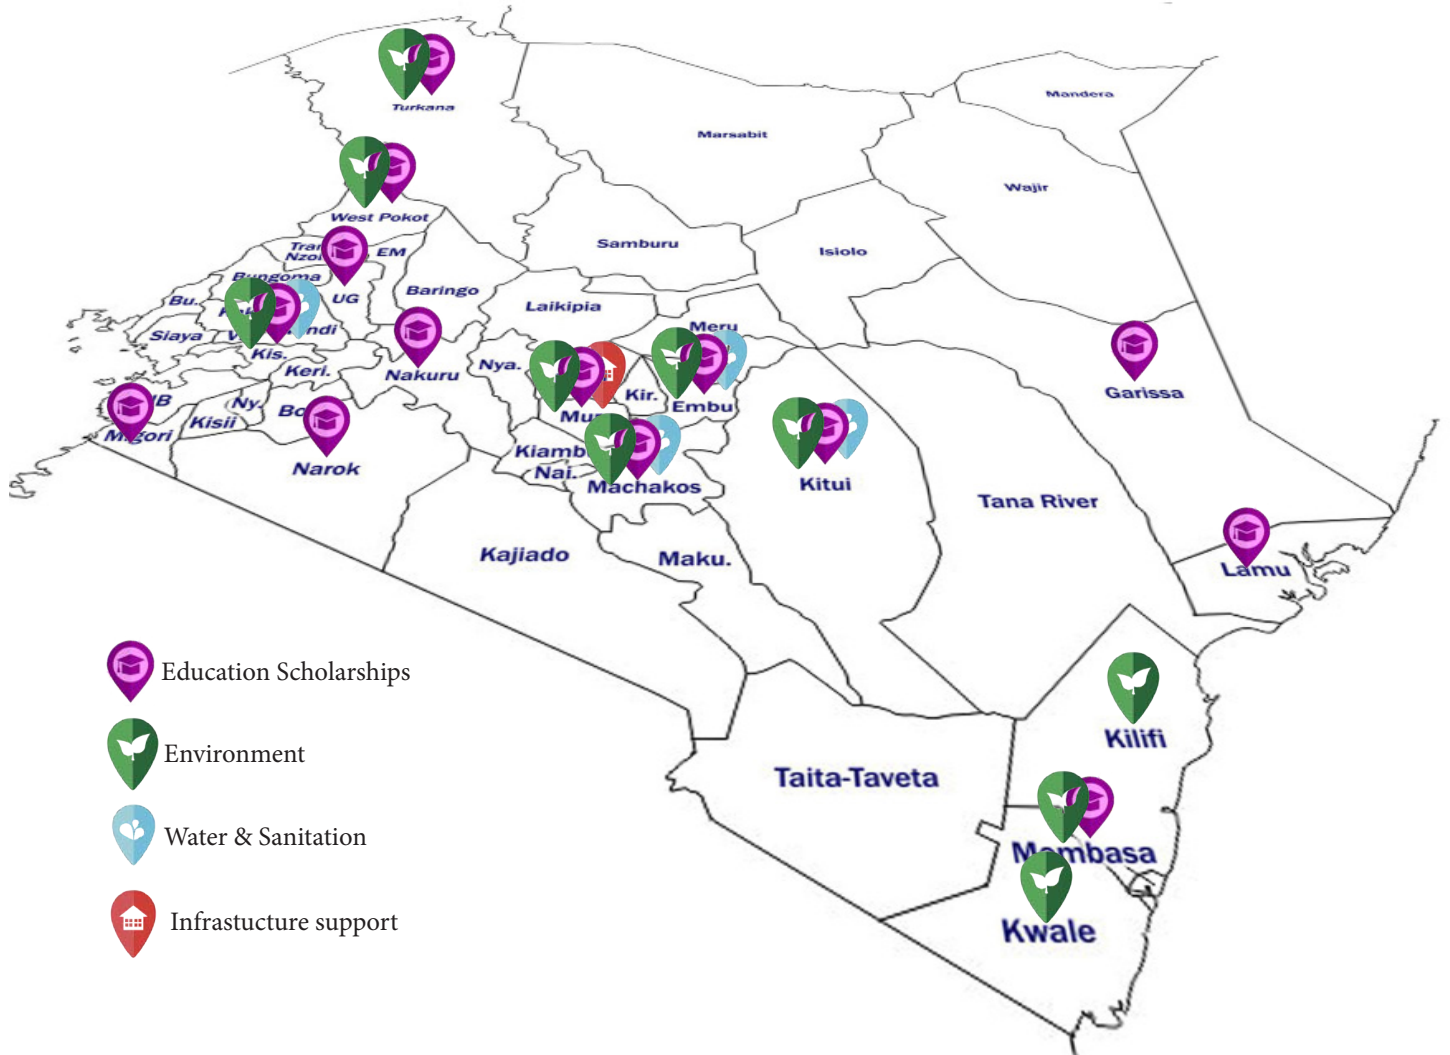 Turkana
Mandera
Marsabit
Wajir
West Pokot
Samburu
Isiolo
EM
Bungoma
Baringo
UG
Bu.
Laikipia
Siaya
Meru
Kis.
Keri.
Nakuru
Nya.
Kir.
Embu
Garissa
Ny.
Kisii
Migori
Narok
Nai.
Machakos
Kitui
Tana River
Kajiado
Maku.
Lamu
Education Scholarships
Environment
Water & Sanitation
Infrastucture support
Kilifi
Taita-Taveta
Mombasa
Kwale